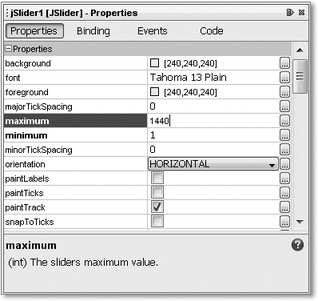 jSlider1 [JSlider] - Properties
Properties Binding Events Code
Properties
background [240,240,240]
font Tahoma 13 Plain
foreground [240,240,240]
majorTickSpacing 0
maximum 1440
minimum 1
minorTickSpacing 0
orientation HORIZONTAL
paintLabels
paintTicks
paintTrack
snapToTicks
maximum
(int) The sliders maximum value.